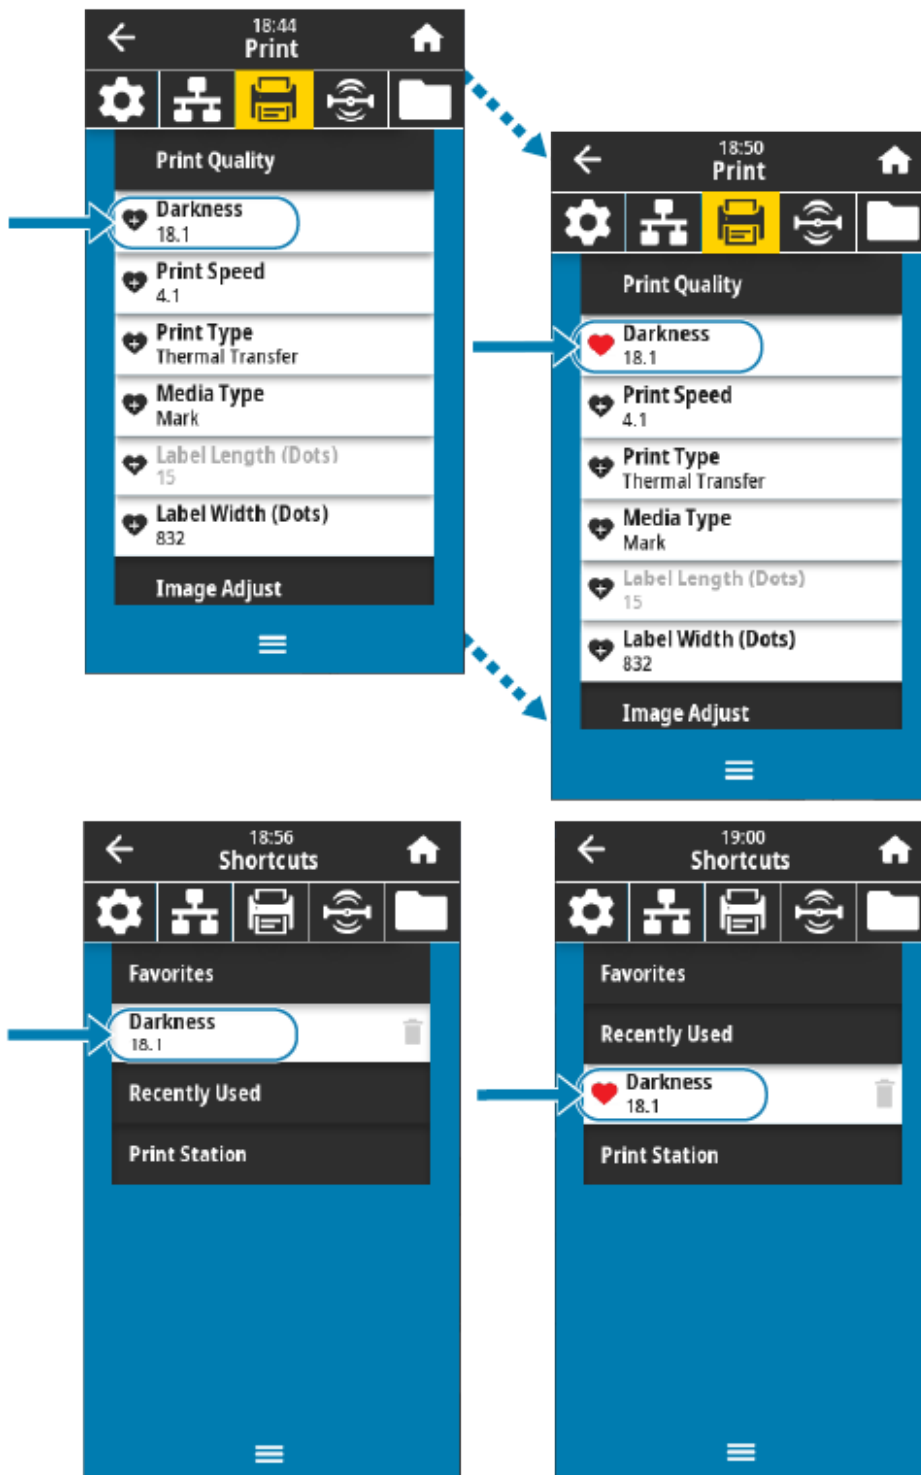 18:44
Print
Print Quality
Darkness
18.1
Print Speed
4.1
Print Type
Thermal Transfer
Media Type
Mark
Label Length (Dots)
15
Label Width (Dots)
832
Image Adjust
18:50
Print
Print Quality
Darkness
18.1
Print Speed
4.1
Print Type
Thermal Transfer
Media Type
Mark
Label Length (Dots)
15
Label Width (Dots)
832
Image Adjust
18:56
Shortcuts
Favorites
Darkness
18.1
Recently Used
Print Station
19:00
Shortcuts
Favorites
Recently Used
Darkness
18.1
Print Station